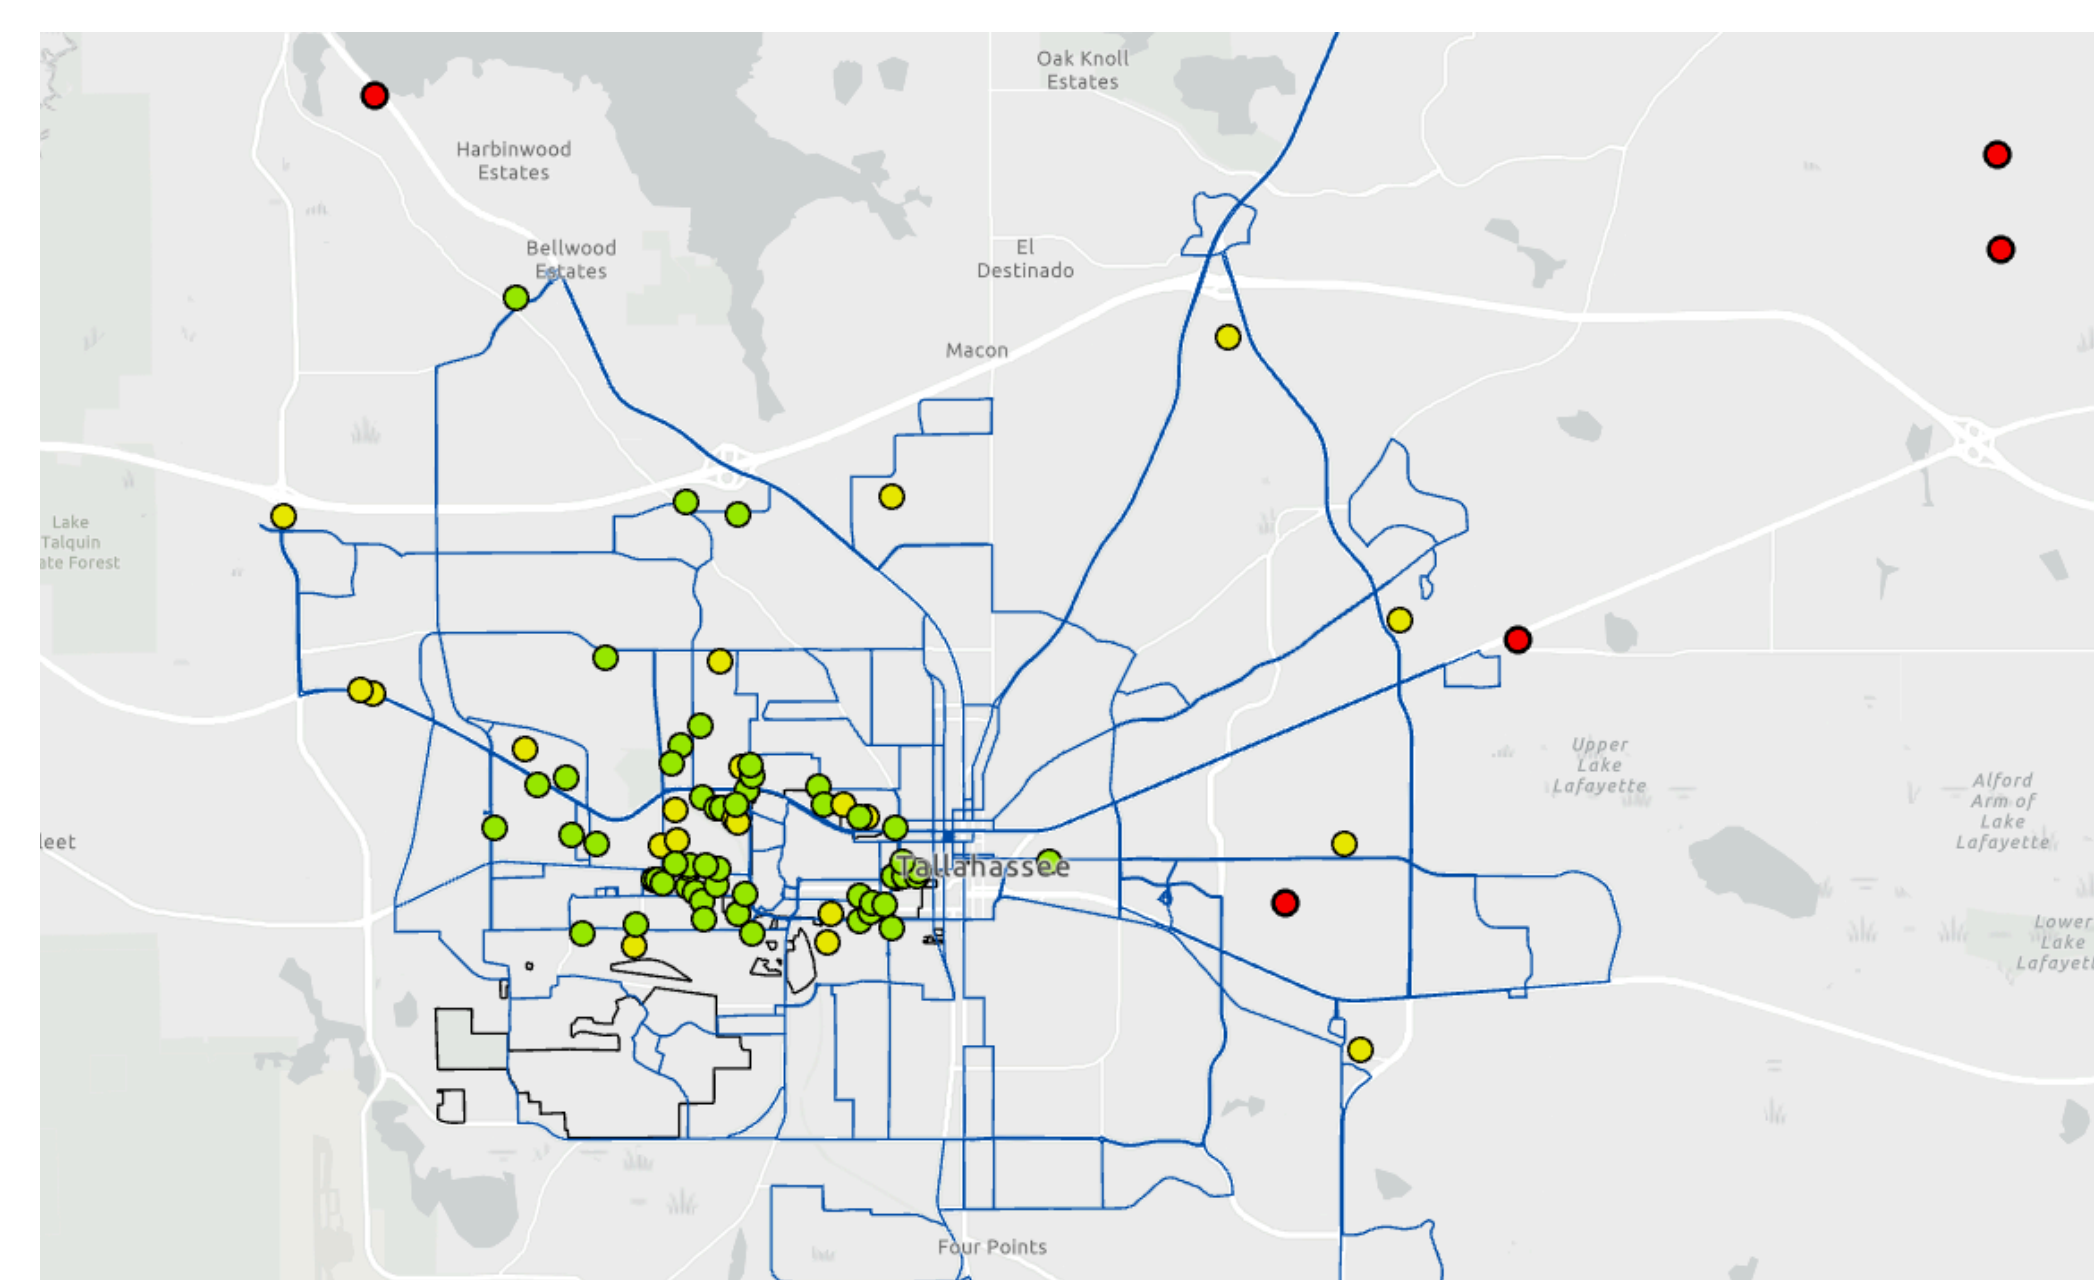 Oak Knoll
Estates
Harbinwood
Estates
Bellwood
Estates
El
Destinado
Macon
Lake
Talquin
ate Forest
Upper
Lake
Lafayette
Alford
Arm of
Lake
Lafayette
leet
Tallahassee
Lower
Lake
Lafayett
Four Points